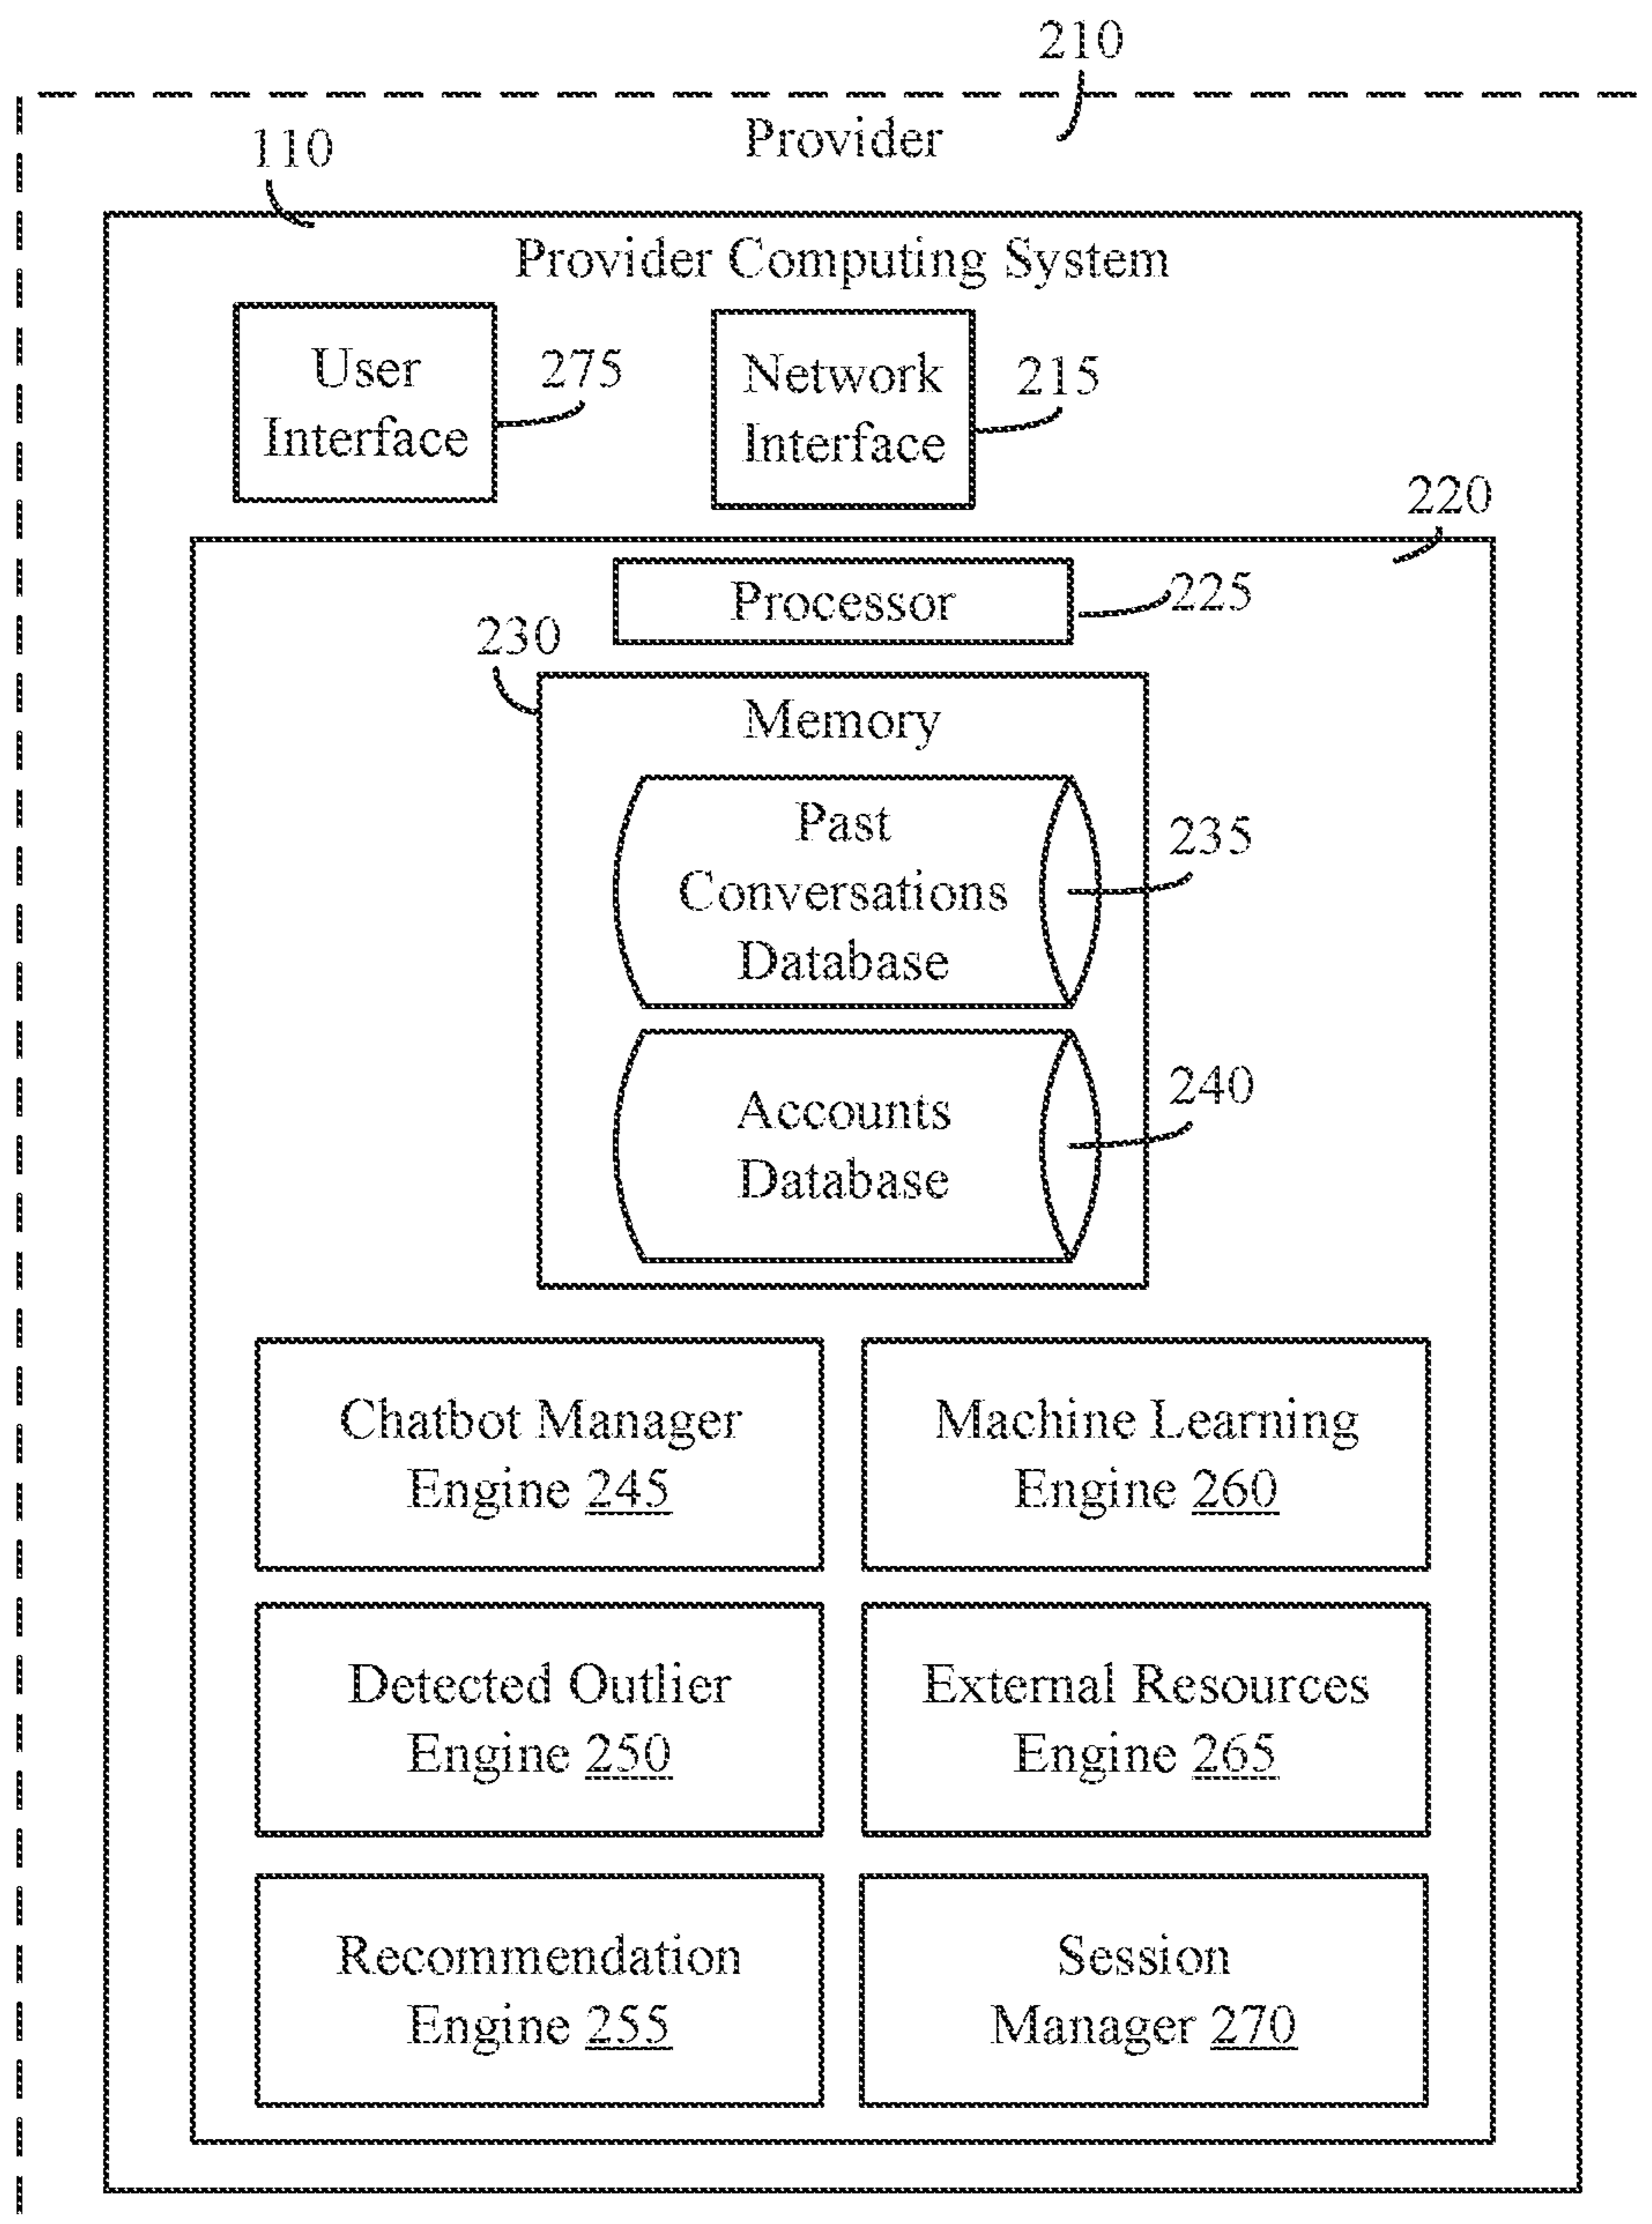 210
Provider
110
Provider Computing System
User
Interface
275
Network
Interface
215
220
Processor
225
230
Memory
Past
Conversations
Database
235
Accounts
Database
240
Chatbot Manager
Engine 245
Machine Learning
Engine 260
Detected Outlier
Engine 250
External Resources
Engine 265
Recommendation
Engine 255
Session
Manager 270